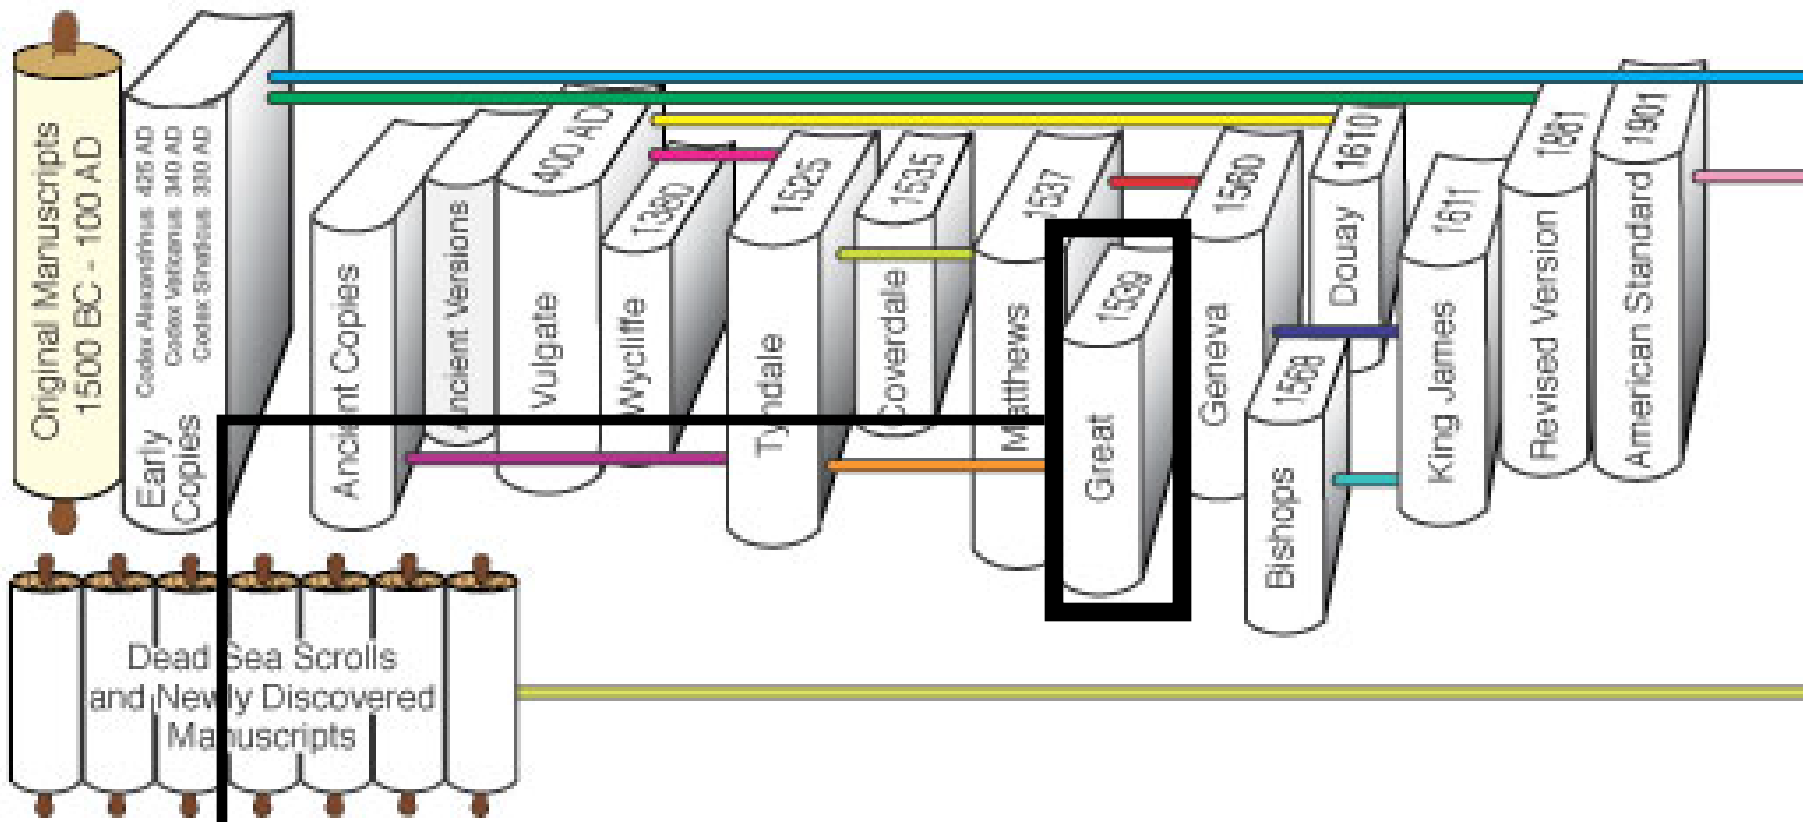 Original Manuscripts
1500 BC - 100 AD
Early
Copies
Codex Alexandrinus 425 AD
Codex Vaticanus 340 AD
Codex Sinaticus 330 AD
Ancient Copies
Ancient Versions
400 AD
Vulgate
1380
Wycliffe
1525
Tyndale
1535
Coverdale
1537
Matthews
1539
Great
1560
Geneva
1568
Bishops
1610
Douay
1611
King James
1881
Revised Version
1901
American Standard
Dead Sea Scrolls
and Newly Discovered
Manuscripts